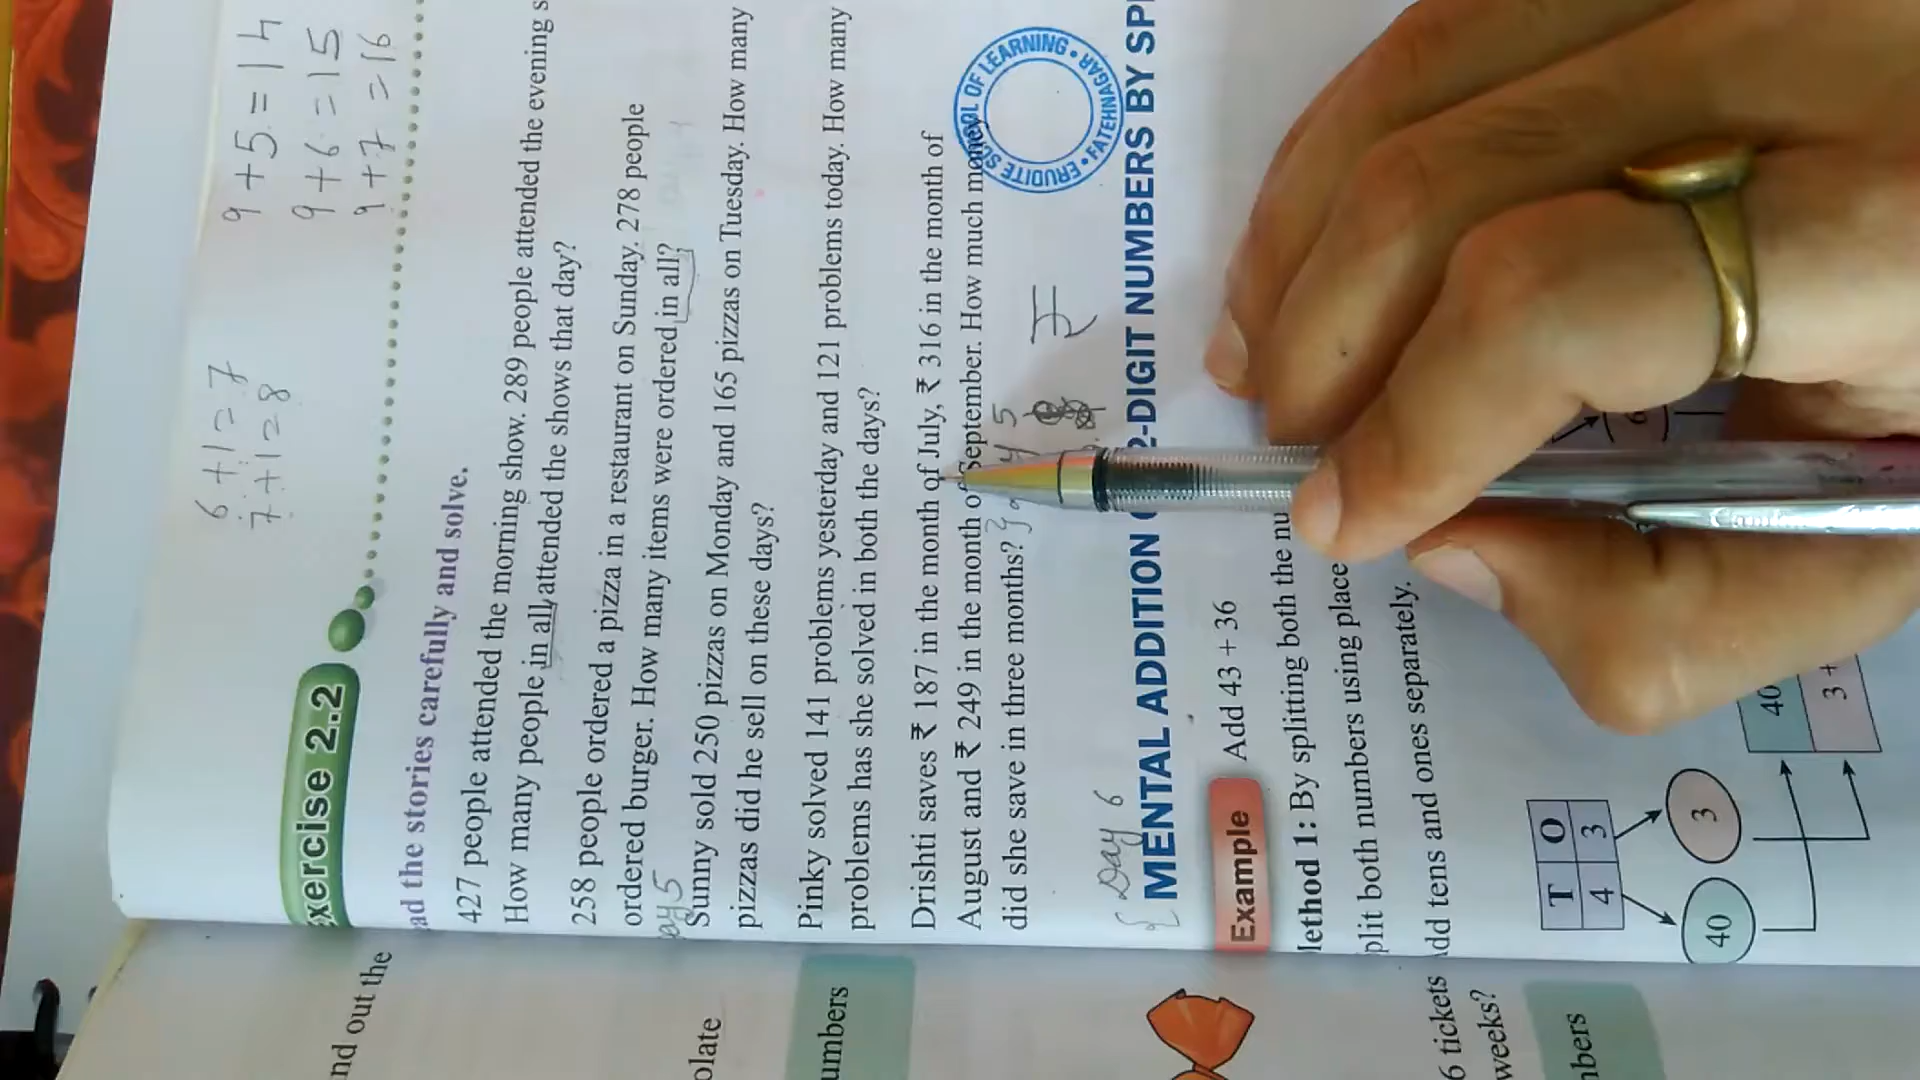 6 + 1 = 7
7 + 1 = 8
9 + 5 = 14
9 + 6 = 15
9 + 7 = 16
xercise 2.2
ad the stories carefully and solve.
427 people attended the morning show. 289 people attended the evening s
How many people in all attended the shows that day?
258 people ordered a pizza in a restaurant on Sunday. 278 people
ordered burger. How many items were ordered in all?
Sunny sold 250 pizzas on Monday and 165 pizzas on Tuesday. How many
pizzas did he sell on these days?
Pinky solved 141 problems yesterday and 121 problems today. How many
problems has she solved in both the days?
Drishti saves ₹ 187 in the month of July, ₹ 316 in the month of
August and ₹ 249 in the month of September. How much money
did she save in three months?
₹
ERUDITE SCHOOL OF LEARNING • FATEHNAGAR •
{ Day 6
MENTAL ADDITION 2-DIGIT NUMBERS BY SP
Example Add 43 + 36
lethod 1: By splitting both the nu
plit both numbers using place
dd tens and ones separately.
T O
4 3
40 3
40
3 +
6
nd out the
olate
umbers
6 tickets
weeks?
nbers